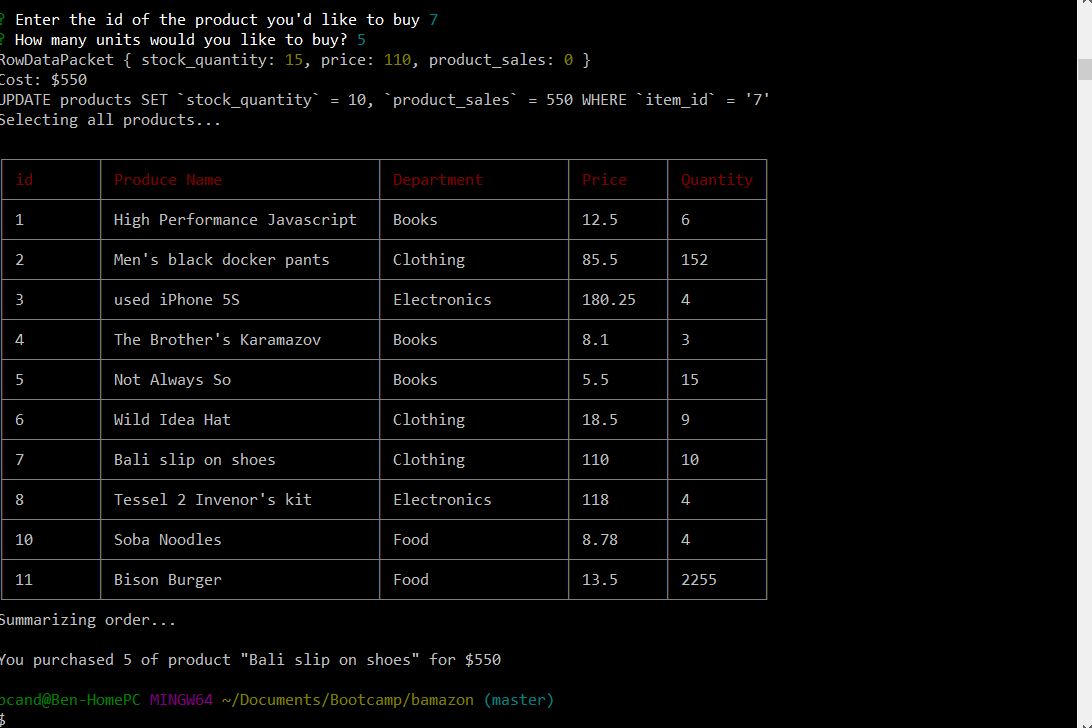 ? Enter the id of the product you'd like to buy 7
? How many units would you like to buy? 5
RowDataPacket { stock_quantity: 15, price: 110, product_sales: 0 }
Cost: $550
UPDATE products SET `stock_quantity` = 10, `product_sales` = 550 WHERE `item_id` = '7'
Selecting all products...
id Produce Name Department Price Quantity
1 High Performance Javascript Books 12.5 6
2 Men's black docker pants Clothing 85.5 152
3 used iPhone 5S Electronics 180.25 4
4 The Brother's Karamazov Books 8.1 3
5 Not Always So Books 5.5 15
6 Wild Idea Hat Clothing 18.5 9
7 Bali slip on shoes Clothing 110 10
8 Tessel 2 Invenor's kit Electronics 118 4
10 Soba Noodles Food 8.78 4
11 Bison Burger Food 13.5 2255
Summarizing order...
You purchased 5 of product "Bali slip on shoes" for $550
bcand@Ben-HomePC MINGW64 ~/Documents/Bootcamp/bamazon (master)
$